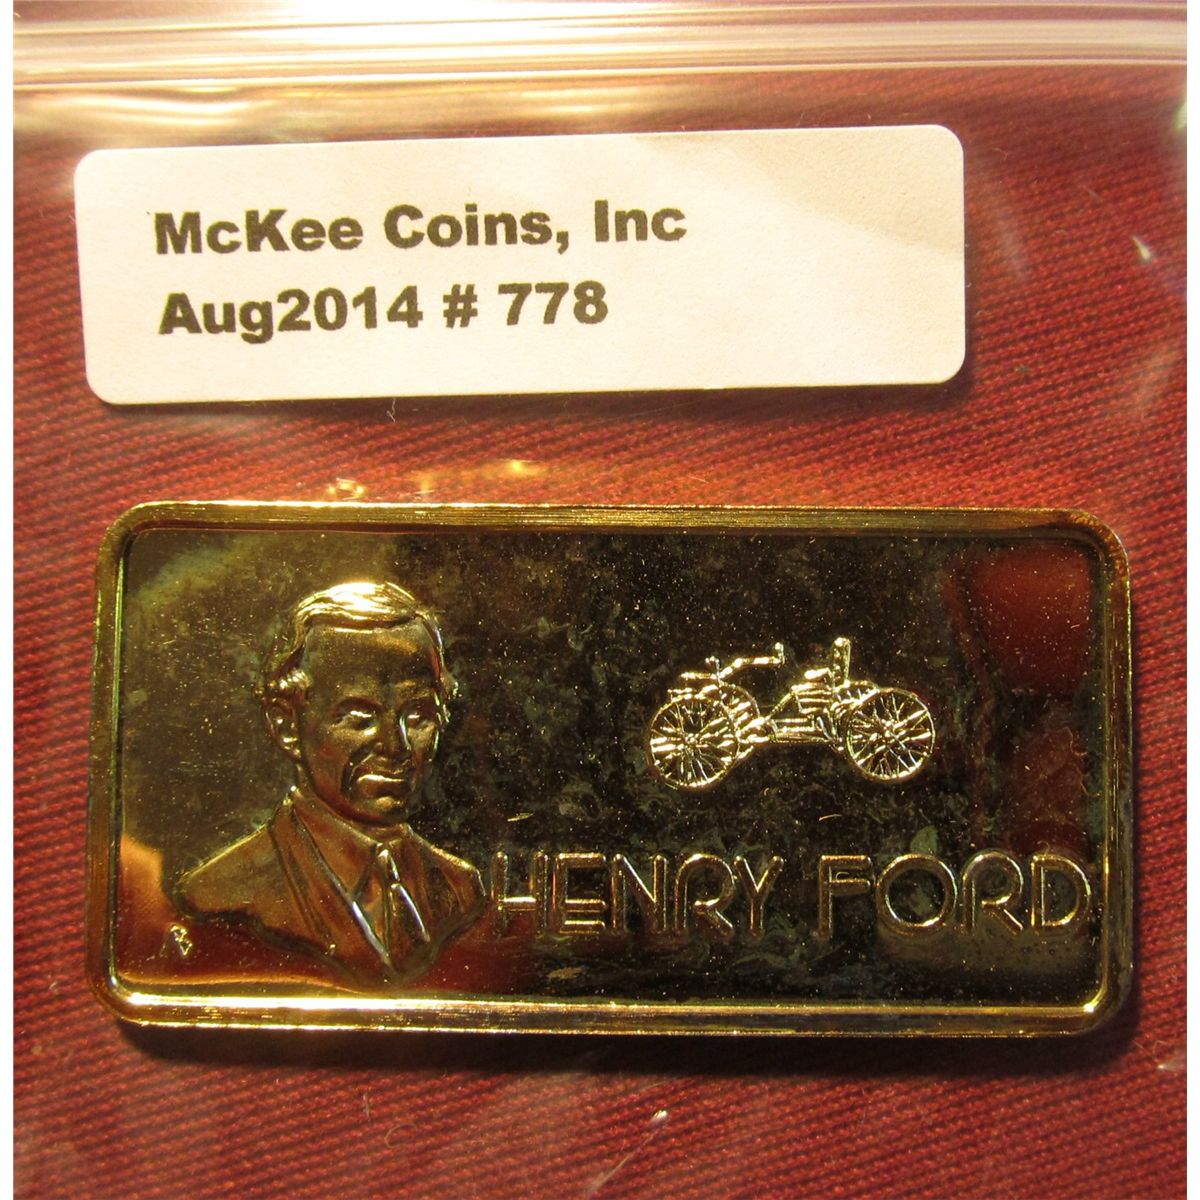 McKee Coins, Inc
Aug2014 # 778
HENRY FORD